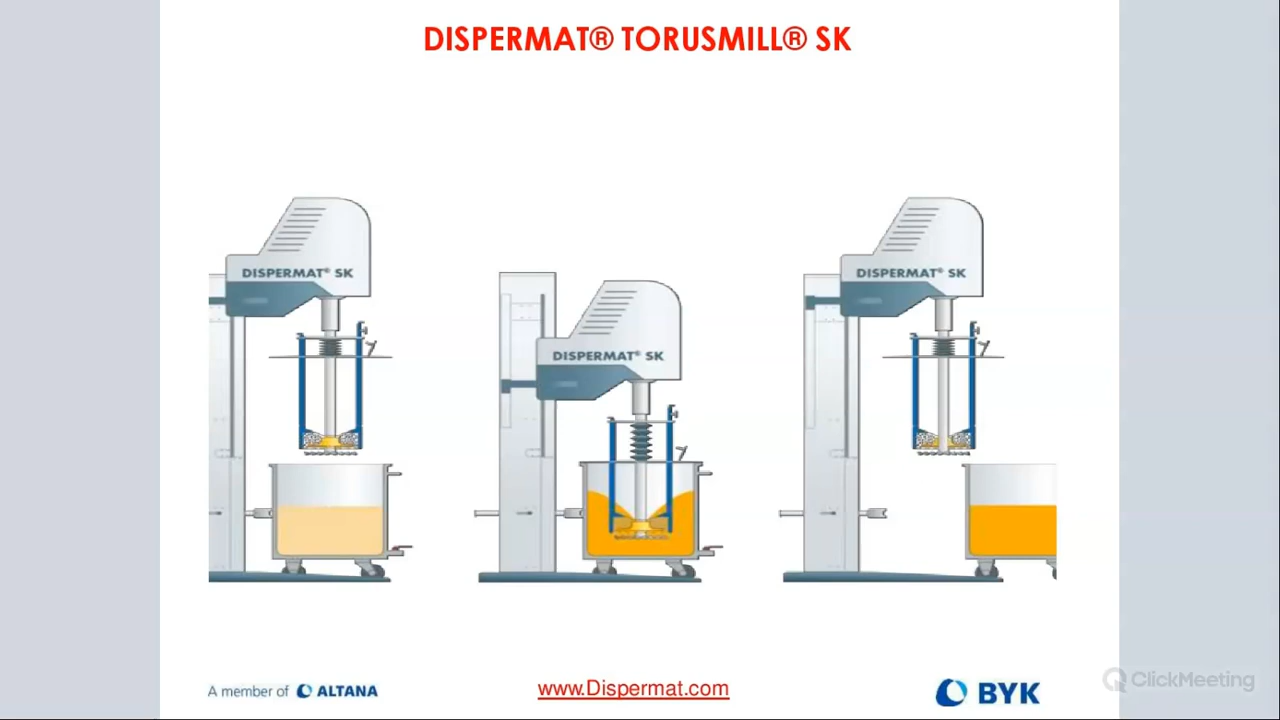 DISPERMAT® TORUSMILL® SK
DISPERMAT® SK
DISPERMAT® SK
DISPERMAT® SK
A member of ALTANA
www.Dispermat.com
BYK
ClickMeeting